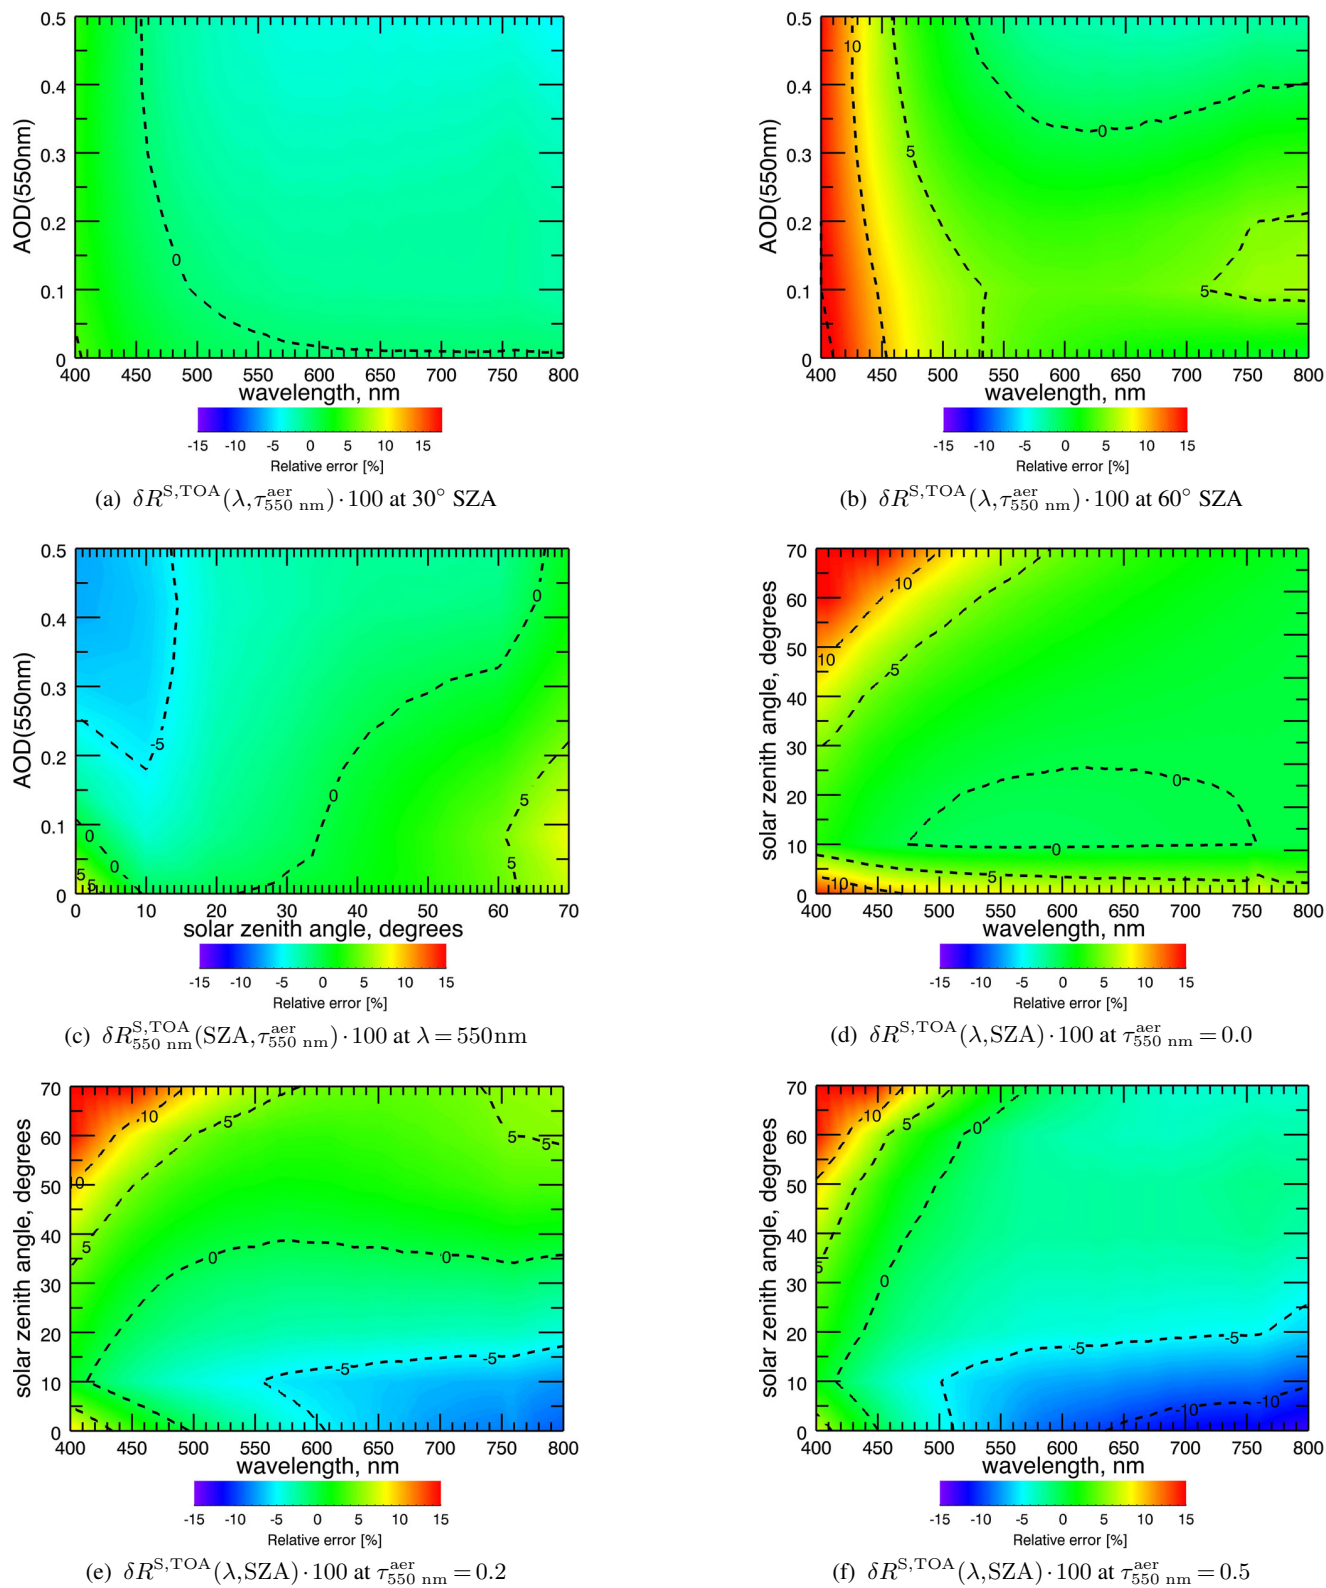 0.5
0.4
0.3
0.2
0.1
0
AOD(550nm)
0
400 450 500 550 600 650 700 750 800
wavelength, nm
-15 -10 -5 0 5 10 15
Relative error [%]
(a) δR^S,TOA(λ,τ^aer_550 nm)·100 at 30° SZA
0.5
0.4
0.3
0.2
0.1
0
AOD(550nm)
10
5
0
5
400 450 500 550 600 650 700 750 800
wavelength, nm
-15 -10 -5 0 5 10 15
Relative error [%]
(b) δR^S,TOA(λ,τ^aer_550 nm)·100 at 60° SZA
0.5
0.4
0.3
0.2
0.1
0
AOD(550nm)
-5
0
0
5
5
0
0
5
5
0 10 20 30 40 50 60 70
solar zenith angle, degrees
-15 -10 -5 0 5 10 15
Relative error [%]
(c) δR^S,TOA_550 nm(SZA,τ^aer_550 nm)·100 at λ=550nm
70
60
50
40
30
20
10
0
solar zenith angle, degrees
10
10
5
0
0
5
10
400 450 500 550 600 650 700 750 800
wavelength, nm
-15 -10 -5 0 5 10 15
Relative error [%]
(d) δR^S,TOA(λ,SZA)·100 at τ^aer_550 nm=0.0
70
60
50
40
30
20
10
0
solar zenith angle, degrees
10
5
5
5
10
5
0
0
-5
-5
400 450 500 550 600 650 700 750 800
wavelength, nm
-15 -10 -5 0 5 10 15
Relative error [%]
(e) δR^S,TOA(λ,SZA)·100 at τ^aer_550 nm=0.2
70
60
50
40
30
20
10
0
solar zenith angle, degrees
10
5
0
5
0
-5
-5
-10
-10
400 450 500 550 600 650 700 750 800
wavelength, nm
-15 -10 -5 0 5 10 15
Relative error [%]
(f) δR^S,TOA(λ,SZA)·100 at τ^aer_550 nm=0.5